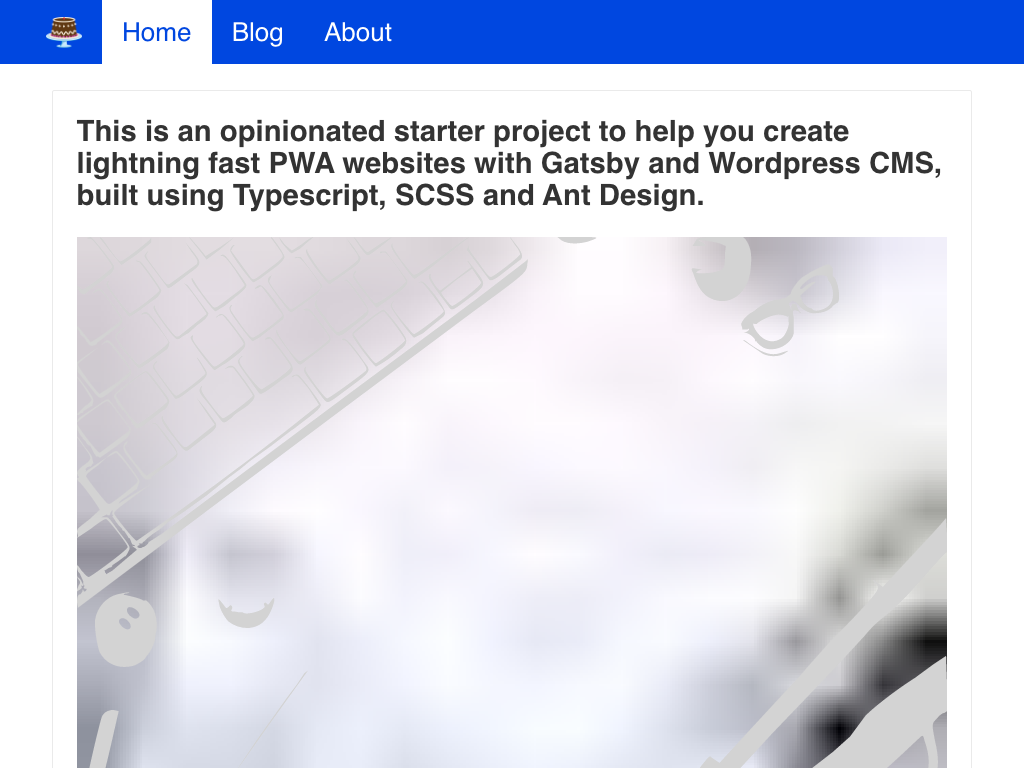 Home Blog About
This is an opinionated starter project to help you create
lightning fast PWA websites with Gatsby and Wordpress CMS,
built using Typescript, SCSS and Ant Design.